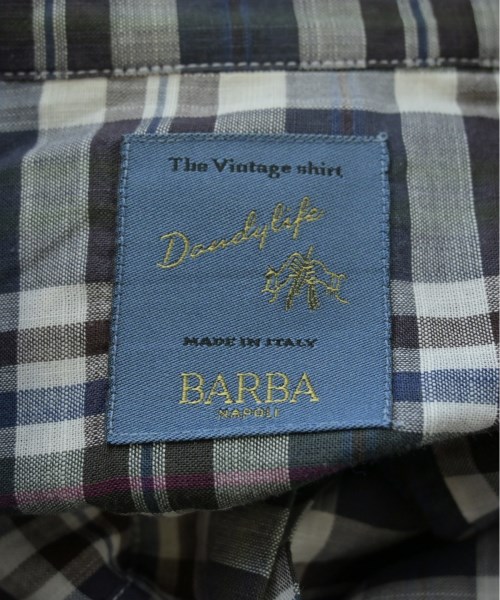 The Vintage shirt
Dandylife
MADE IN ITALY
BARBA
NAPOLI